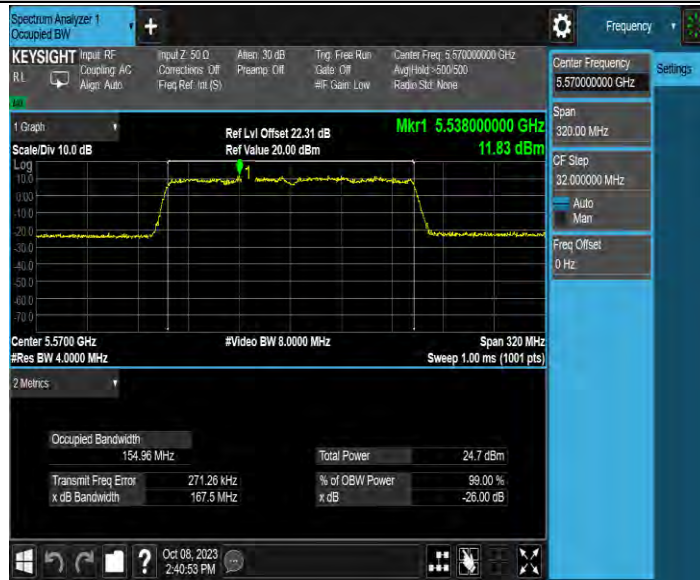 Spectrum Analyzer 1
Occupied BW
+
Frequency
KEYSIGHT Input: RF
Coupling: AC
Align: Auto
RL
Input Z: 50 Ω
Corrections: Off
Freq Ref: Int (S)
Atten: 30 dB
Preamp: Off
Trig: Free Run
Gate: Off
#IF Gain: Low
Center Freq: 5.570000000 GHz
Avg|Hold:>500/500
Radio Std: None
Center Frequency
5.570000000 GHz
Settings
Span
320.00 MHz
CF Step
32.000000 MHz
Auto
Man
Freq Offset
0 Hz
1 Graph
Scale/Div 10.0 dB
Ref Lvl Offset 22.31 dB
Ref Value 20.00 dBm
Mkr1 5.538000000 GHz
11.83 dBm
Log
10.0
0.00
-10.0
-20.0
-30.0
-40.0
-50.0
-60.0
-70.0
1
Center 5.5700 GHz
#Res BW 4.0000 MHz
#Video BW 8.0000 MHz
Span 320 MHz
Sweep 1.00 ms (1001 pts)
2 Metrics
Occupied Bandwidth
154.96 MHz
Total Power 24.7 dBm
Transmit Freq Error 271.26 kHz
% of OBW Power 99.00 %
x dB Bandwidth 167.5 MHz
x dB -26.00 dB
?
Oct 08, 2023
2:40:53 PM